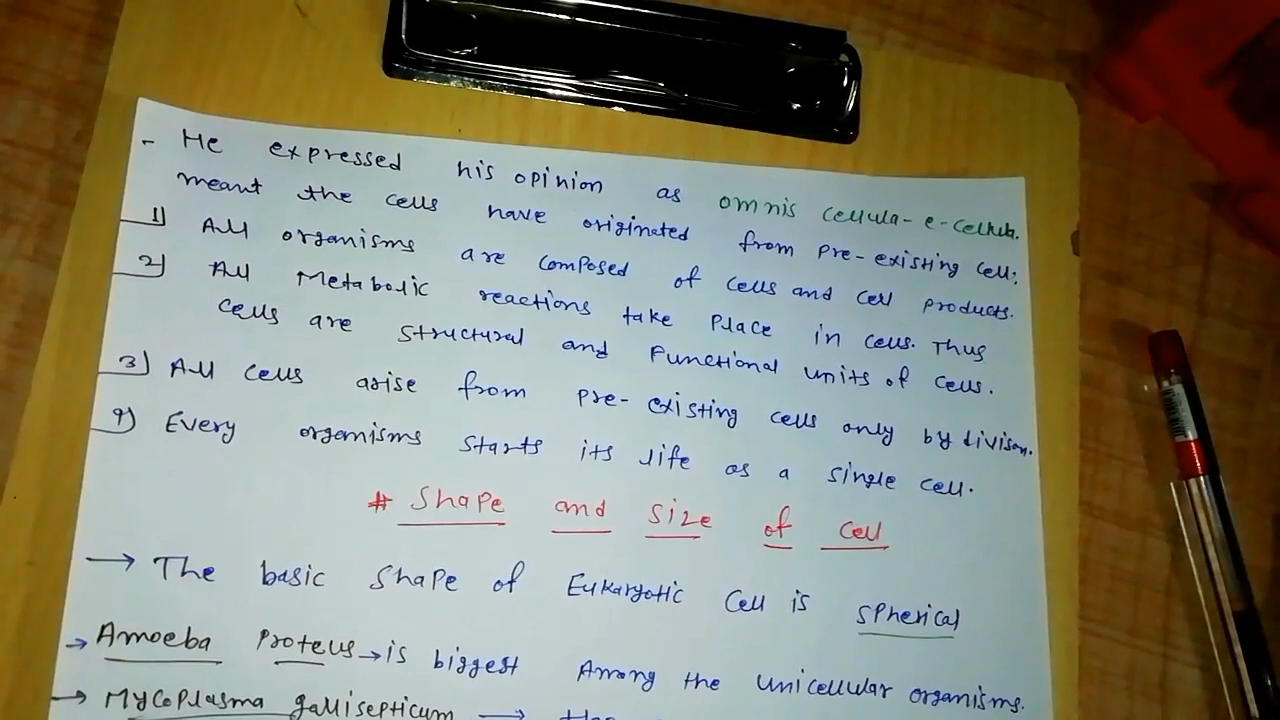 - He expressed his opinion as omnis cellula-e-cellula.
meant the cells have originated from pre-existing cell;
1) All organisms are composed of cells and cell products.
2) All Metabolic reactions take place in cells. Thus
cells are structural and Functional units of cells.
3) All cells arise from pre-existing cells only by divison.
4) Every organisms starts its life as a single cell.
# Shape and size of cell
→ The basic shape of Eukaryotic Cell is spherical
→ Amoeba Proteus → is biggest Among the unicellular organisms.
→ Mycoplasma gallisepticum →